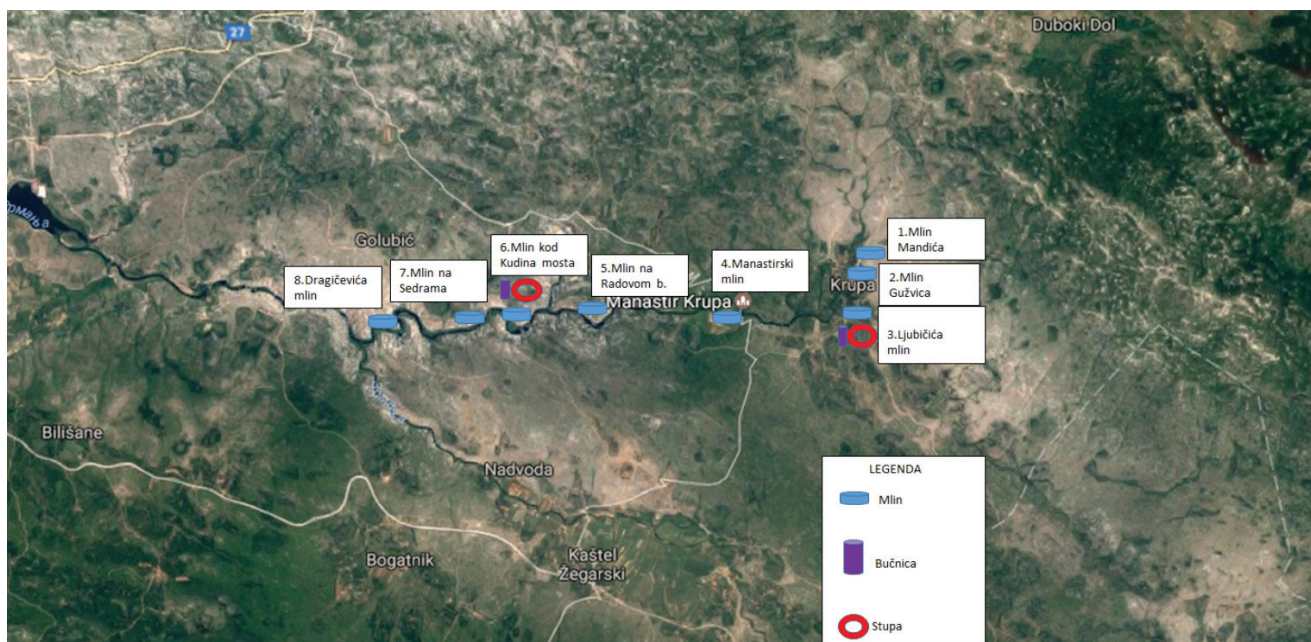 27
Duboki Dol
1.Mlin
Mandića
Golubić
6.Mlin kod
Kudina mosta
5.Mlin na
Radovom b.
4.Manastirski
mlin
7.Mlin na
Sedrama
8.Dragičevića
mlin
2.Mlin
Gužvica
Krupa
Manastir Krupa
3.Ljubičića
mlin
Bilišane
Nadvoda
Bogatnik
Kaštel
Žegarski
LEGENDA
Mlin
Bučnica
Stupa